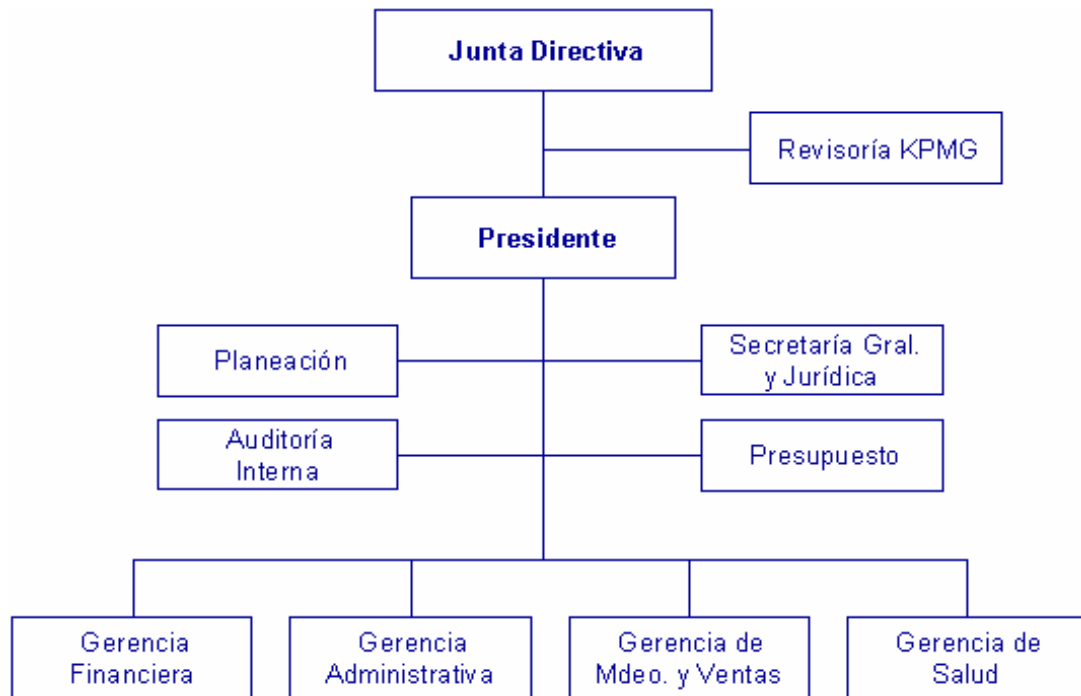 Junta Directiva
Revisoría KPMG
Presidente
Planeación
Secretaría Gral.
y Jurídica
Auditoría
Interna
Presupuesto
Gerencia
Financiera
Gerencia
Administrativa
Gerencia de
Mdeo. y Ventas
Gerencia de
Salud